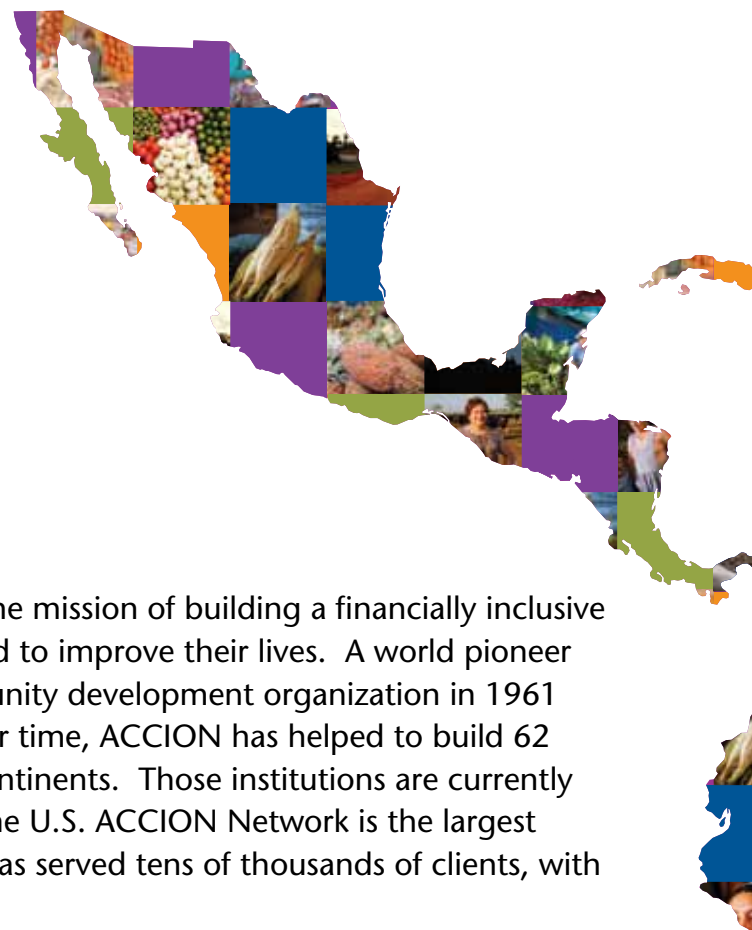 ne mission of building a financially inclusive
d to improve their lives.  A world pioneer
unity development organization in 1961
r time, ACCION has helped to build 62
ntinents.  Those institutions are currently
ne U.S. ACCION Network is the largest
as served tens of thousands of clients, with